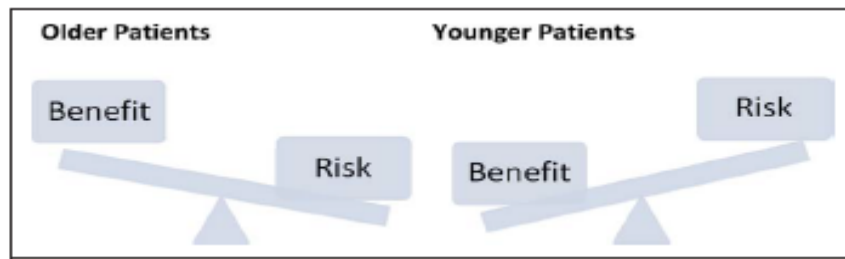 Older Patients
Younger Patients
Benefit
Risk
Risk
Benefit